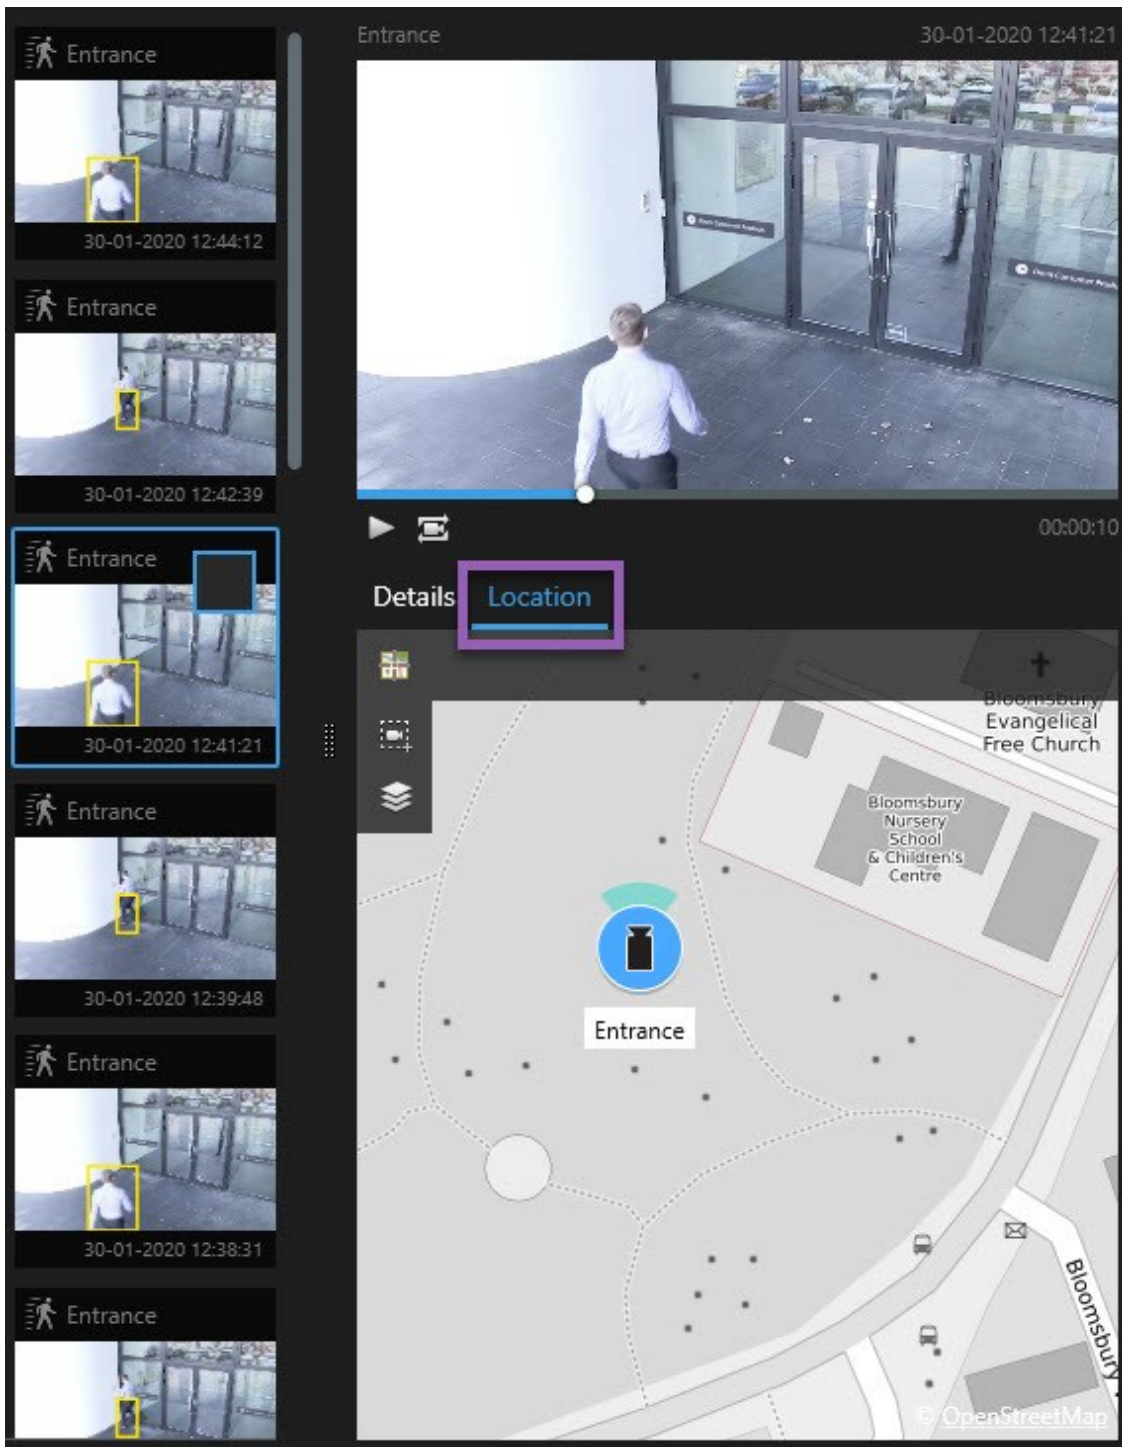 Entrance
30-01-2020 12:44:12
Entrance
30-01-2020 12:42:39
Entrance
30-01-2020 12:41:21
Entrance
30-01-2020 12:39:48
Entrance
30-01-2020 12:38:31
Entrance
Entrance 30-01-2020 12:41:21
00:00:10
Details Location
Bloomsbury
Evangelical
Free Church
Bloomsbury
Nursery
School
& Children's
Centre
Entrance
Bloomsbury
© OpenStreetMap